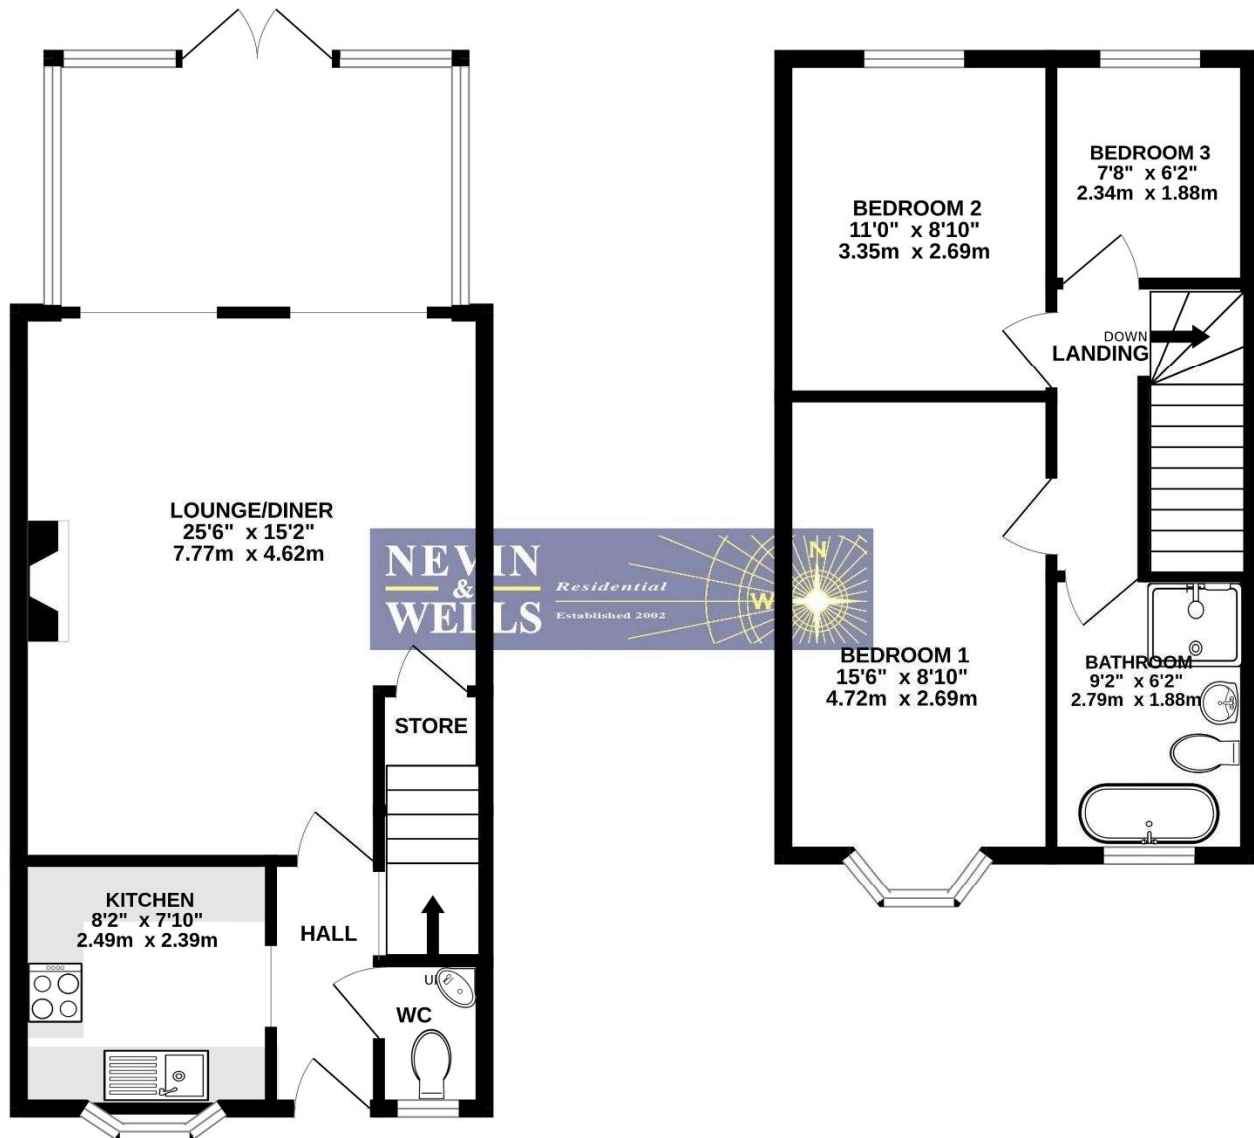 BEDROOM 3
7'8" x 6'2"
2.34m x 1.88m
BEDROOM 2
11'0" x 8'10"
3.35m x 2.69m
DOWN
LANDING
LOUNGE/DINER
25'6" x 15'2"
7.77m x 4.62m
NEVIN
&
WELLS
Residential
Established 2002
N
W
BEDROOM 1
15'6" x 8'10"
4.72m x 2.69m
BATHROOM
9'2" x 6'2"
2.79m x 1.88m
STORE
KITCHEN
8'2" x 7'10"
2.49m x 2.39m
HALL
WC